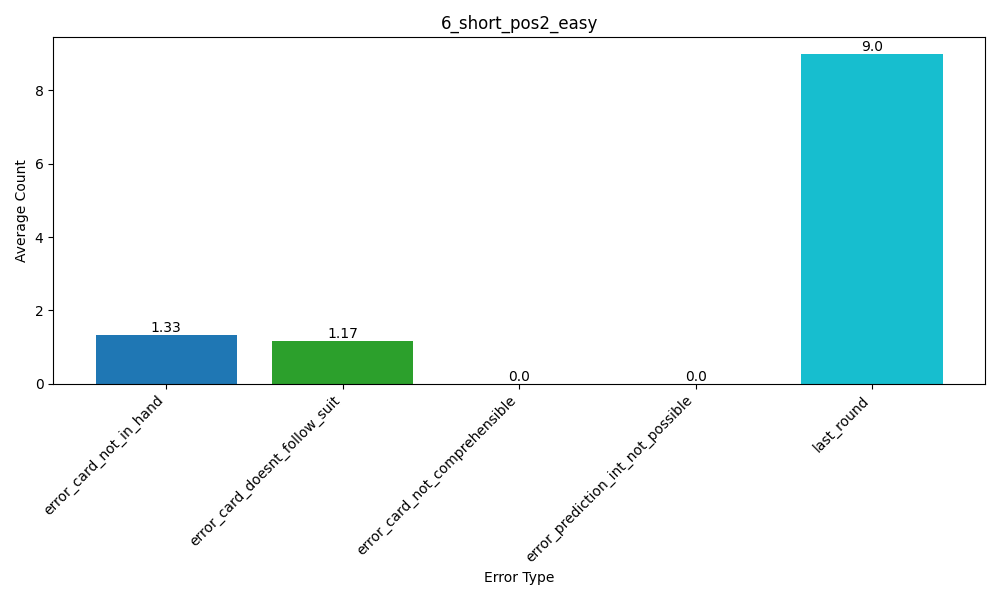 6_short_pos2_easy
Average Count
8
6
4
2
0
1.33
1.17
0.0
0.0
9.0
error_card_not_in_hand
error_card_doesnt_follow_suit
error_card_not_comprehensible
error_prediction_int_not_possible
last_round
Error Type